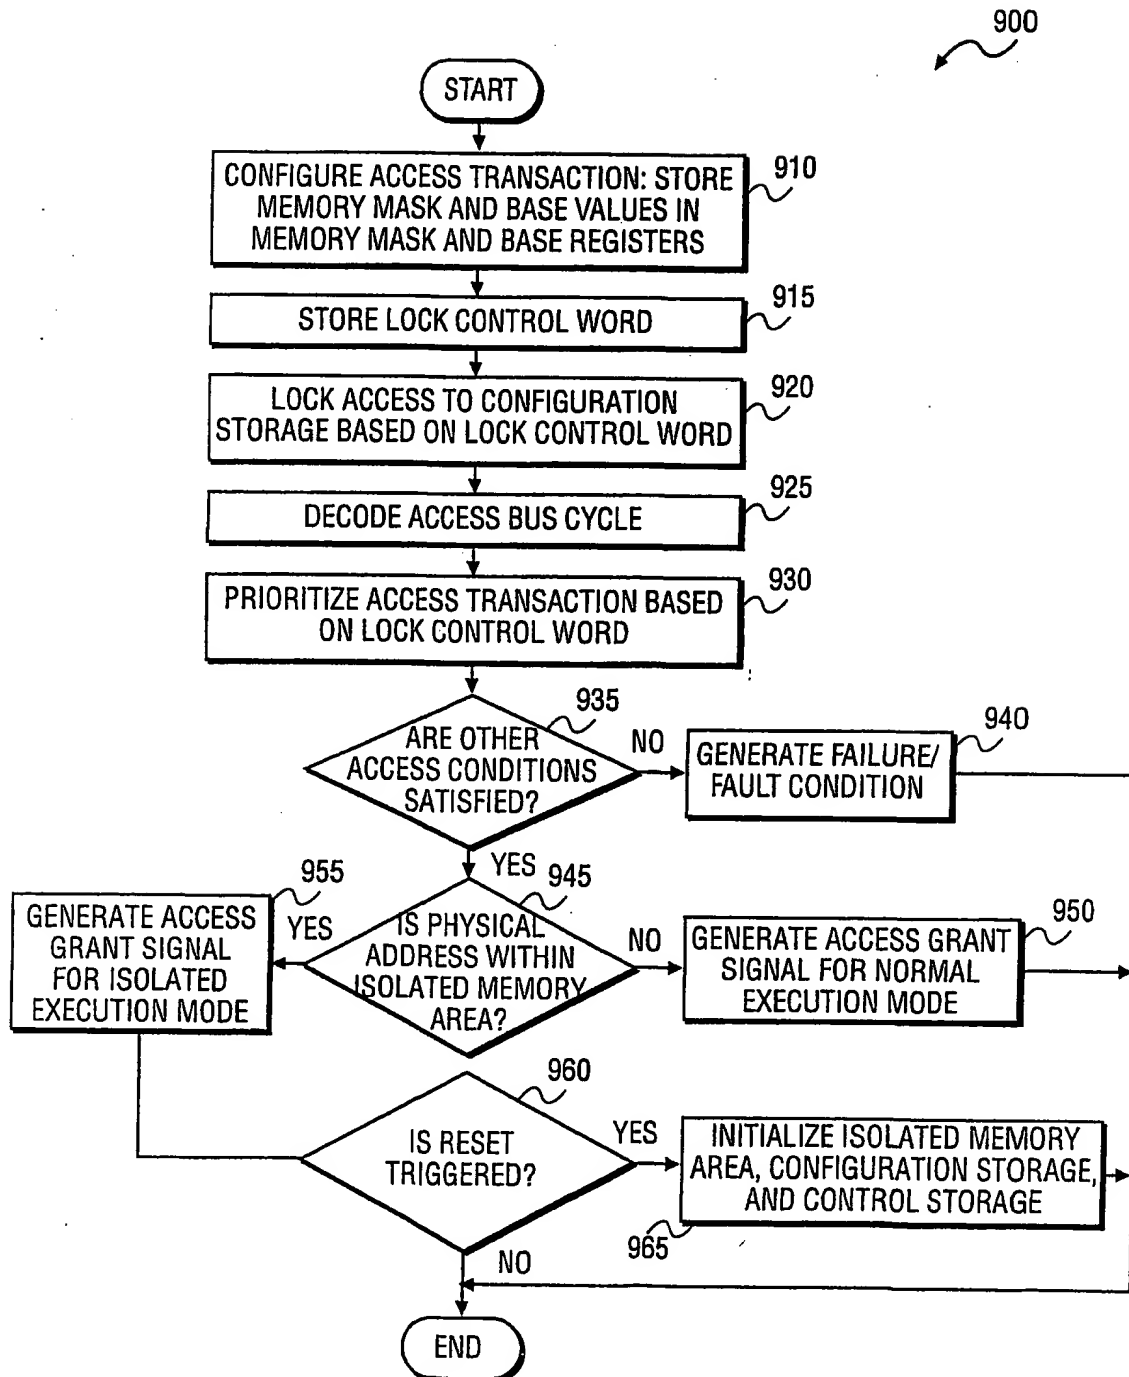 900
START
CONFIGURE ACCESS TRANSACTION: STORE
MEMORY MASK AND BASE VALUES IN
MEMORY MASK AND BASE REGISTERS
910
STORE LOCK CONTROL WORD
915
LOCK ACCESS TO CONFIGURATION
STORAGE BASED ON LOCK CONTROL WORD
920
DECODE ACCESS BUS CYCLE
925
PRIORITIZE ACCESS TRANSACTION BASED
ON LOCK CONTROL WORD
930
ARE OTHER
ACCESS CONDITIONS
SATISFIED?
935
NO
GENERATE FAILURE/
FAULT CONDITION
940
YES
IS PHYSICAL
ADDRESS WITHIN
ISOLATED MEMORY
AREA?
945
YES
GENERATE ACCESS
GRANT SIGNAL
FOR ISOLATED
EXECUTION MODE
955
NO
GENERATE ACCESS GRANT
SIGNAL FOR NORMAL
EXECUTION MODE
950
IS RESET
TRIGGERED?
960
YES
INITIALIZE ISOLATED MEMORY
AREA, CONFIGURATION STORAGE,
AND CONTROL STORAGE
965
NO
END